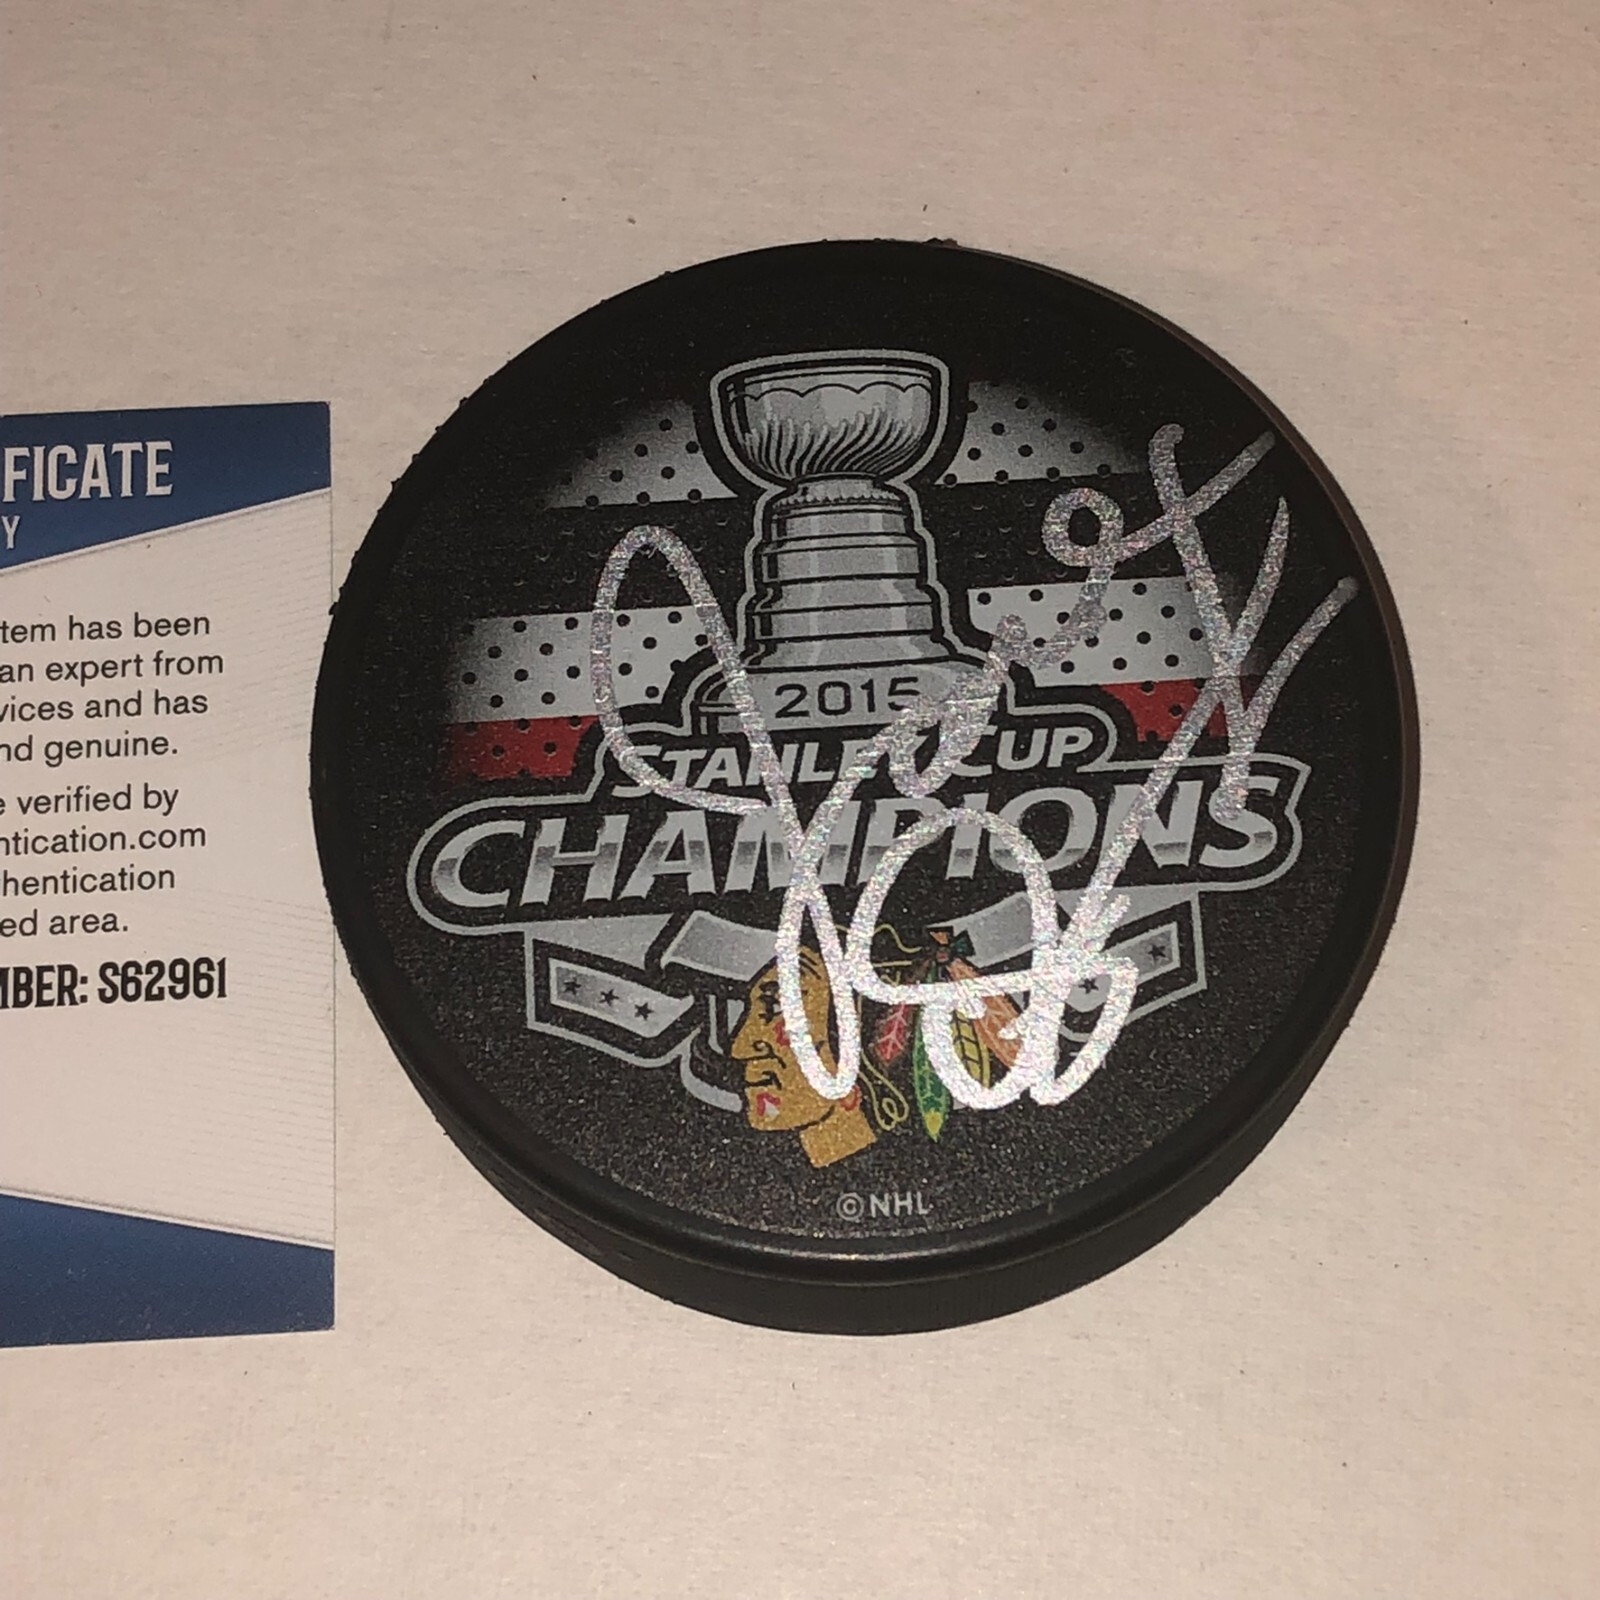 FICATE
Y
tem has been
an expert from
vices and has
nd genuine.
e verified by
ntication.com
hentication
ed area.
MBER: S62961
2015
STANLEY CUP
CHAMPIONS
©NHL